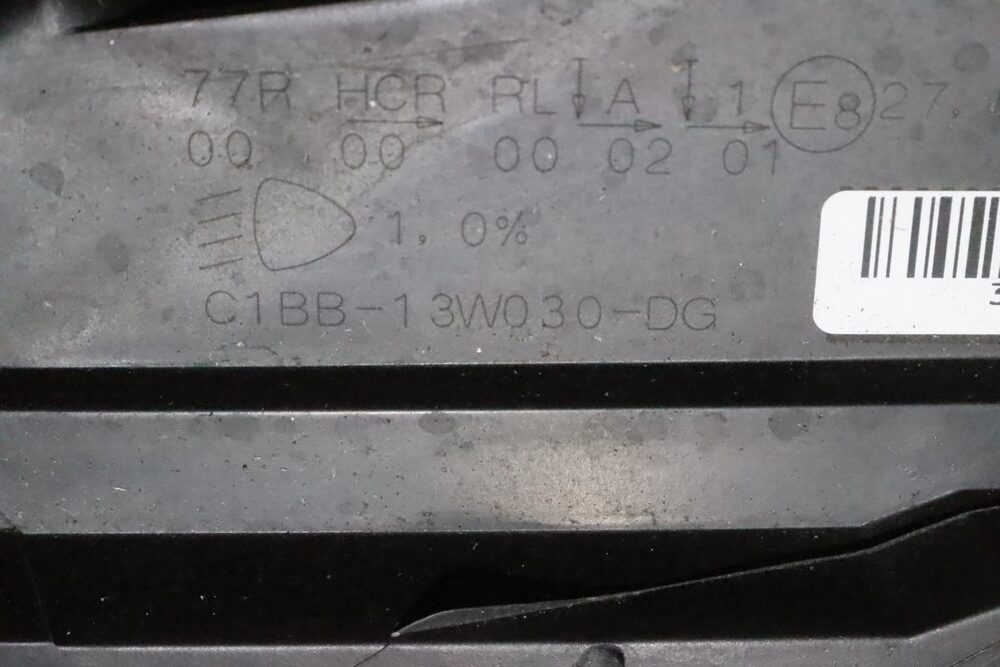 77R HCR RL A 1 E8 27.
00 00 00 02 01
1, 0%
C1BB-13W030-DG